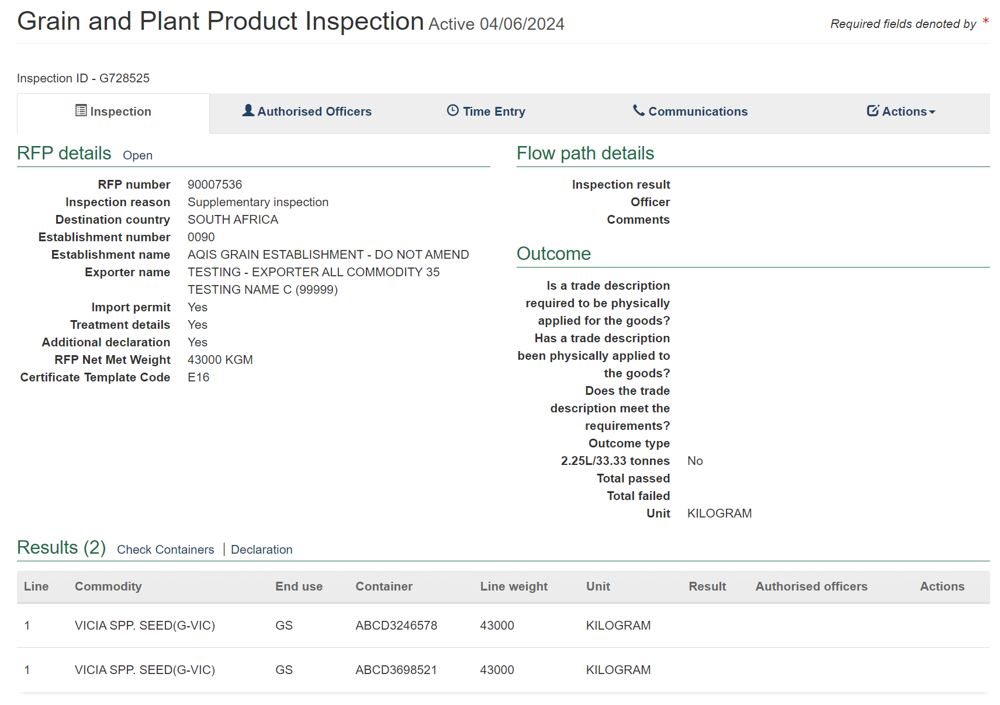 Grain and Plant Product Inspection Active 04/06/2024
Required fields denoted by *
Inspection ID - G728525
Inspection
Authorised Officers
Time Entry
Communications
Actions
RFP details Open
RFP number 90007536
Inspection reason Supplementary inspection
Destination country SOUTH AFRICA
Establishment number 0090
Establishment name AQIS GRAIN ESTABLISHMENT - DO NOT AMEND
Exporter name TESTING - EXPORTER ALL COMMODITY 35
TESTING NAME C (99999)
Import permit Yes
Treatment details Yes
Additional declaration Yes
RFP Net Met Weight 43000 KGM
Certificate Template Code E16
Flow path details
Inspection result
Officer
Comments
Outcome
Is a trade description
required to be physically
applied for the goods?
Has a trade description
been physically applied to
the goods?
Does the trade
description meet the
requirements?
Outcome type
2.25L/33.33 tonnes No
Total passed
Total failed
Unit KILOGRAM
Results (2) Check Containers | Declaration
Line Commodity End use Container Line weight Unit Result Authorised officers Actions
1 VICIA SPP. SEED(G-VIC) GS ABCD3246578 43000 KILOGRAM
1 VICIA SPP. SEED(G-VIC) GS ABCD3698521 43000 KILOGRAM